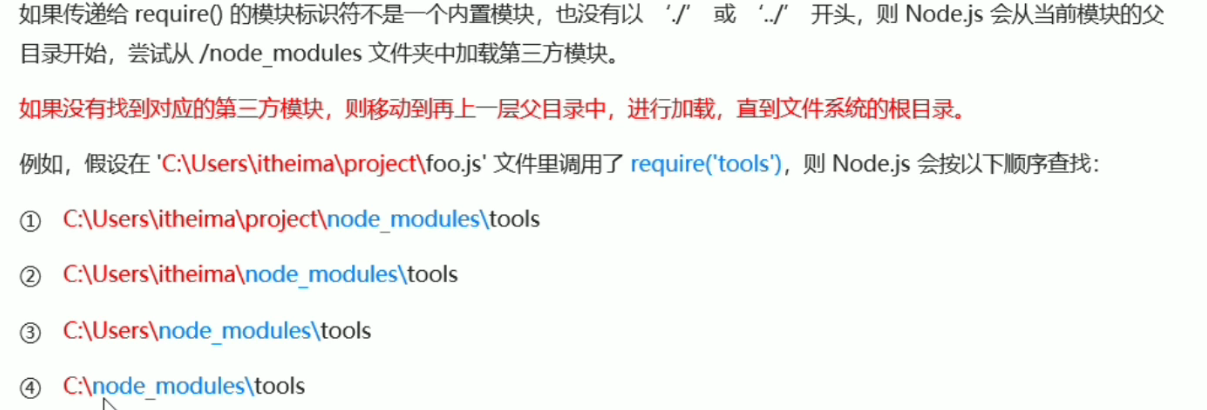 如果传递给 require() 的模块标识符不是一个内置模块，也没有以 ‘./’ 或 ‘../’ 开头，则 Node.js 会从当前模块的父
目录开始，尝试从 /node_modules 文件夹中加载第三方模块。
如果没有找到对应的第三方模块，则移动到再上一层父目录中，进行加载，直到文件系统的根目录。
例如，假设在 'C:\Users\itheima\project\foo.js' 文件里调用了 require('tools')，则 Node.js 会按以下顺序查找：
① C:\Users\itheima\project\node_modules\tools
② C:\Users\itheima\node_modules\tools
③ C:\Users\node_modules\tools
④ C:\node_modules\tools